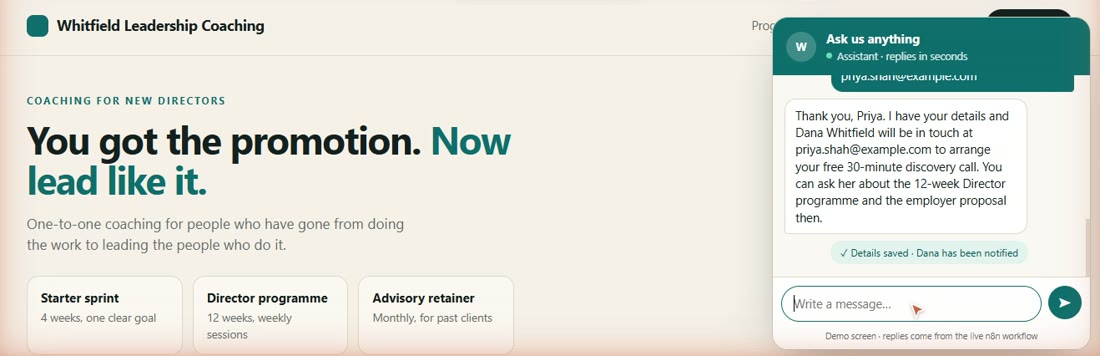 Whitfield Leadership Coaching
COACHING FOR NEW DIRECTORS
You got the promotion. Now
lead like it.
One-to-one coaching for people who have gone from doing
the work to leading the people who do it.
Starter sprint
4 weeks, one clear goal
Director programme
12 weeks, weekly
sessions
Advisory retainer
Monthly, for past clients
W
Ask us anything
Assistant · replies in seconds
priya.shah@example.com
Thank you, Priya. I have your details and
Dana Whitfield will be in touch at
priya.shah@example.com to arrange
your free 30-minute discovery call. You
can ask her about the 12-week Director
programme and the employer proposal
then.
✓ Details saved · Dana has been notified
Write a message...
Demo screen · replies come from the live n8n workflow